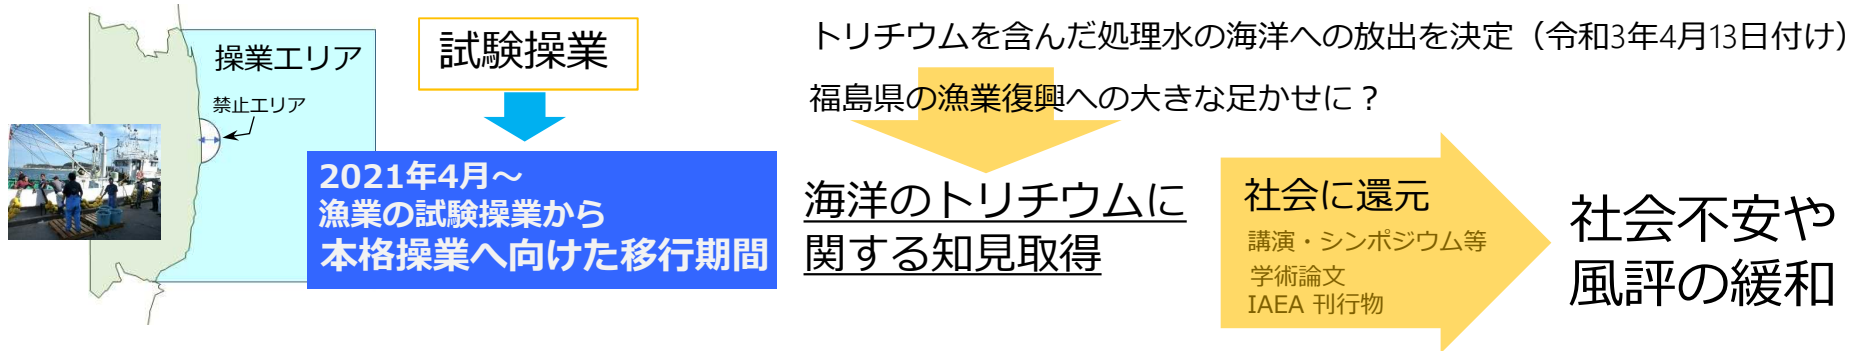 操業エリア
禁止エリア
試験操業
2021年4月～
漁業の試験操業から
本格操業へ向けた移行期間
トリチウムを含んだ処理水の海洋への放出を決定（令和3年4月13日付け）
福島県の漁業復興への大きな足かせに？
海洋のトリチウムに
関する知見取得
社会に還元
講演・シンポジウム等
学術論文
IAEA 刊行物
社会不安や
風評の緩和